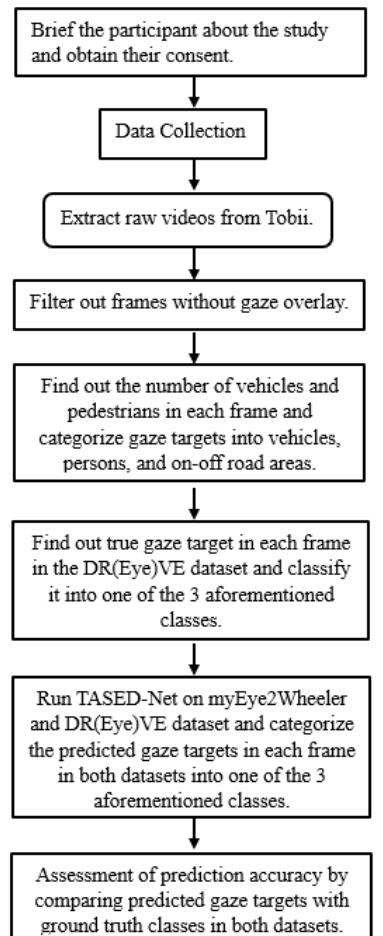 Brief the participant about the study
and obtain their consent.
Data Collection
Extract raw videos from Tobii.
Filter out frames without gaze overlay.
Find out the number of vehicles and
pedestrians in each frame and
categorize gaze targets into vehicles,
persons, and on-off road areas.
Find out true gaze target in each frame
in the DR(Eye)VE dataset and classify
it into one of the 3 aforementioned
classes.
Run TASED-Net on myEye2Wheeler
and DR(Eye)VE dataset and categorize
the predicted gaze targets in each frame
in both datasets into one of the 3
aforementioned classes.
Assessment of prediction accuracy by
comparing predicted gaze targets with
ground truth classes in both datasets.